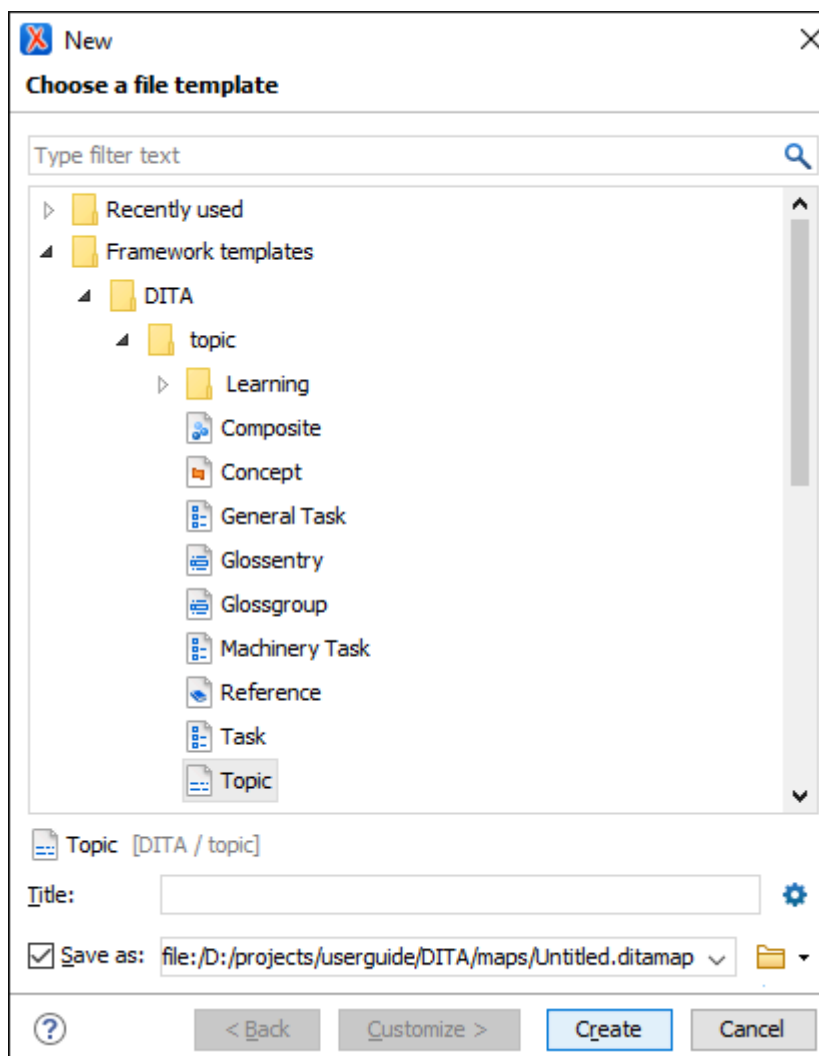 New
Choose a file template
Type filter text
Recently used
Framework templates
DITA
topic
Learning
Composite
Concept
General Task
Glossentry
Glossgroup
Machinery Task
Reference
Task
Topic
Topic [DITA / topic]
Title:
Save as: file:/D:/projects/userguide/DITA/maps/Untitled.ditamap
? < Back Customize > Create Cancel